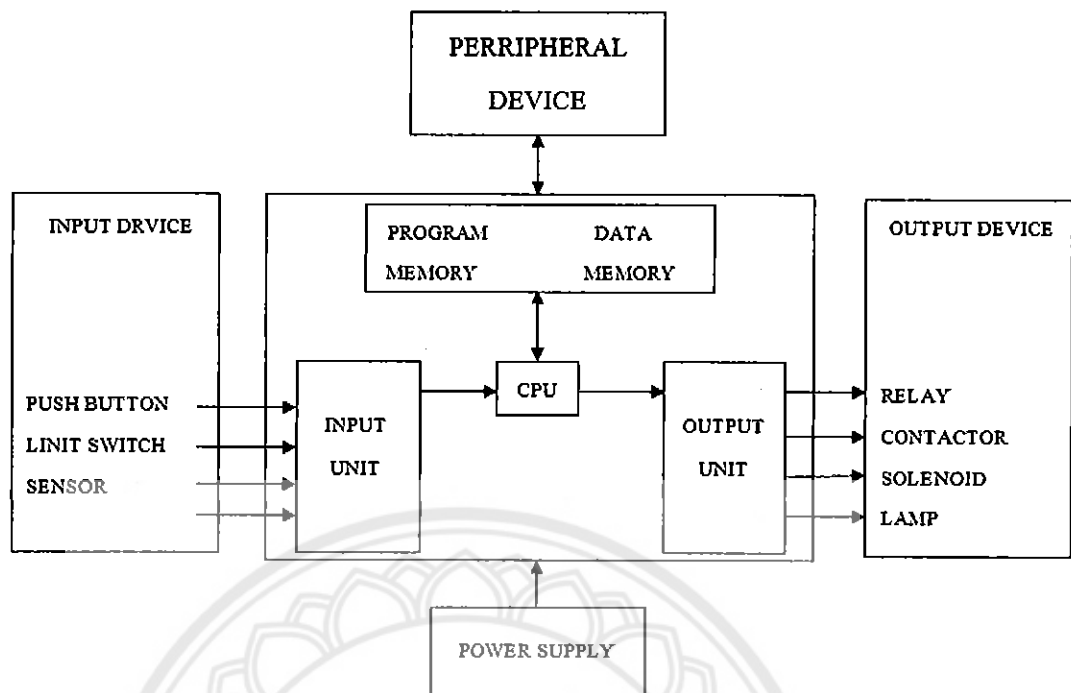 PERRIPHERAL
DEVICE
INPUT DRVICE
PROGRAM
MEMORY
DATA
MEMORY
OUTPUT DEVICE
PUSH BUTTON
LINIT SWITCH
SENSOR
INPUT
UNIT
CPU
OUTPUT
UNIT
RELAY
CONTACTOR
SOLENOID
LAMP
POWER SUPPLY